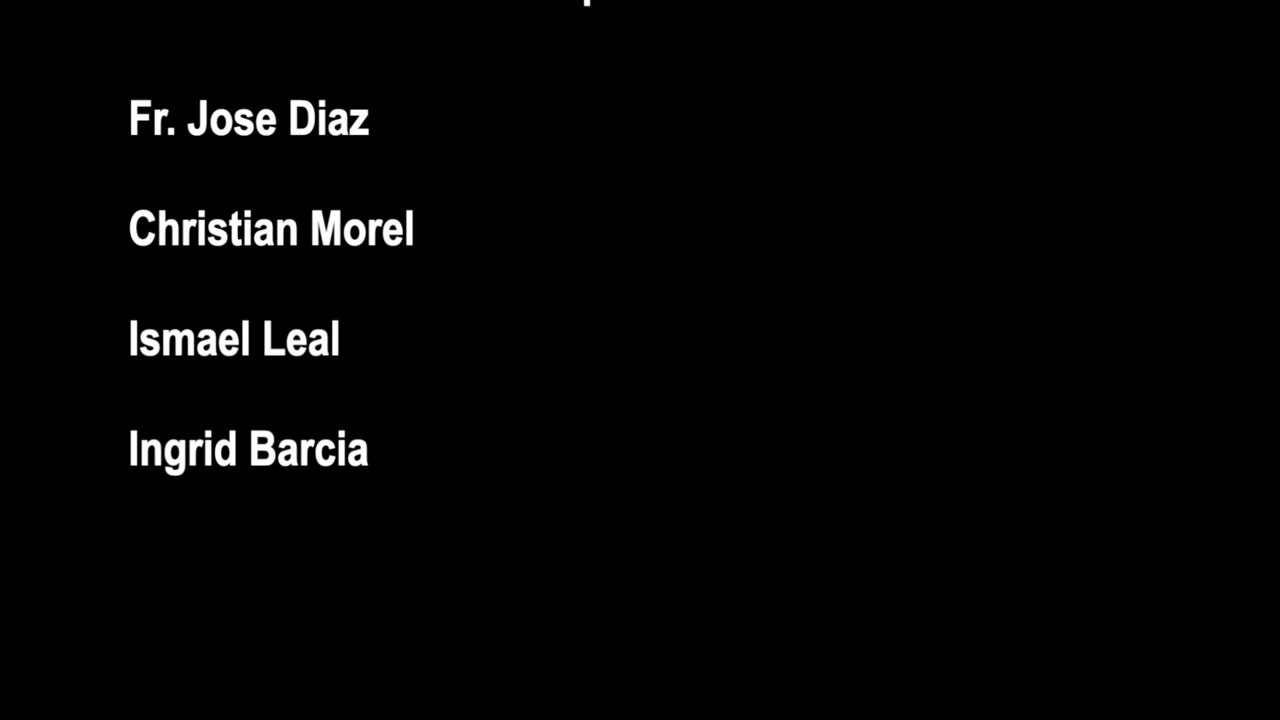 Fr. Jose Diaz
Christian Morel
Ismael Leal
Ingrid Barcia